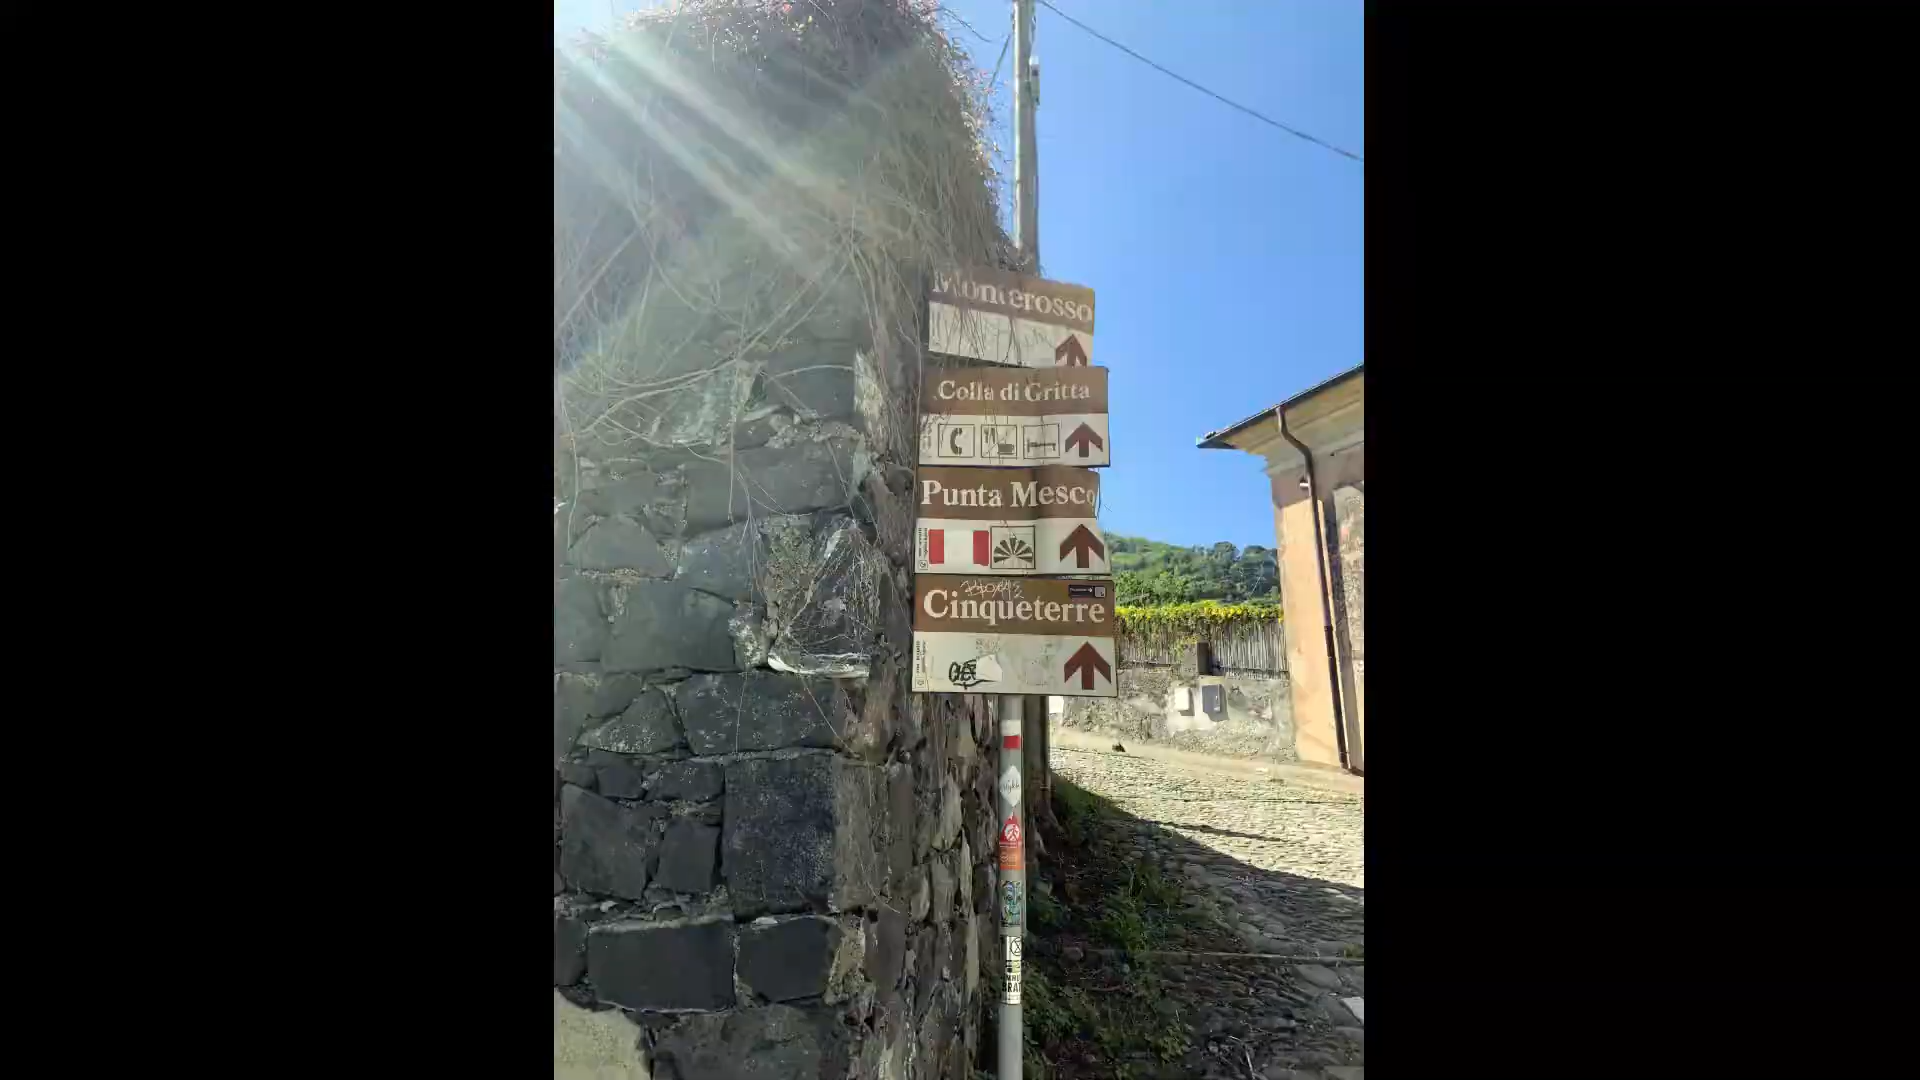 Monterosso
Colla di Gritta
Punta Mesco
Cinqueterre